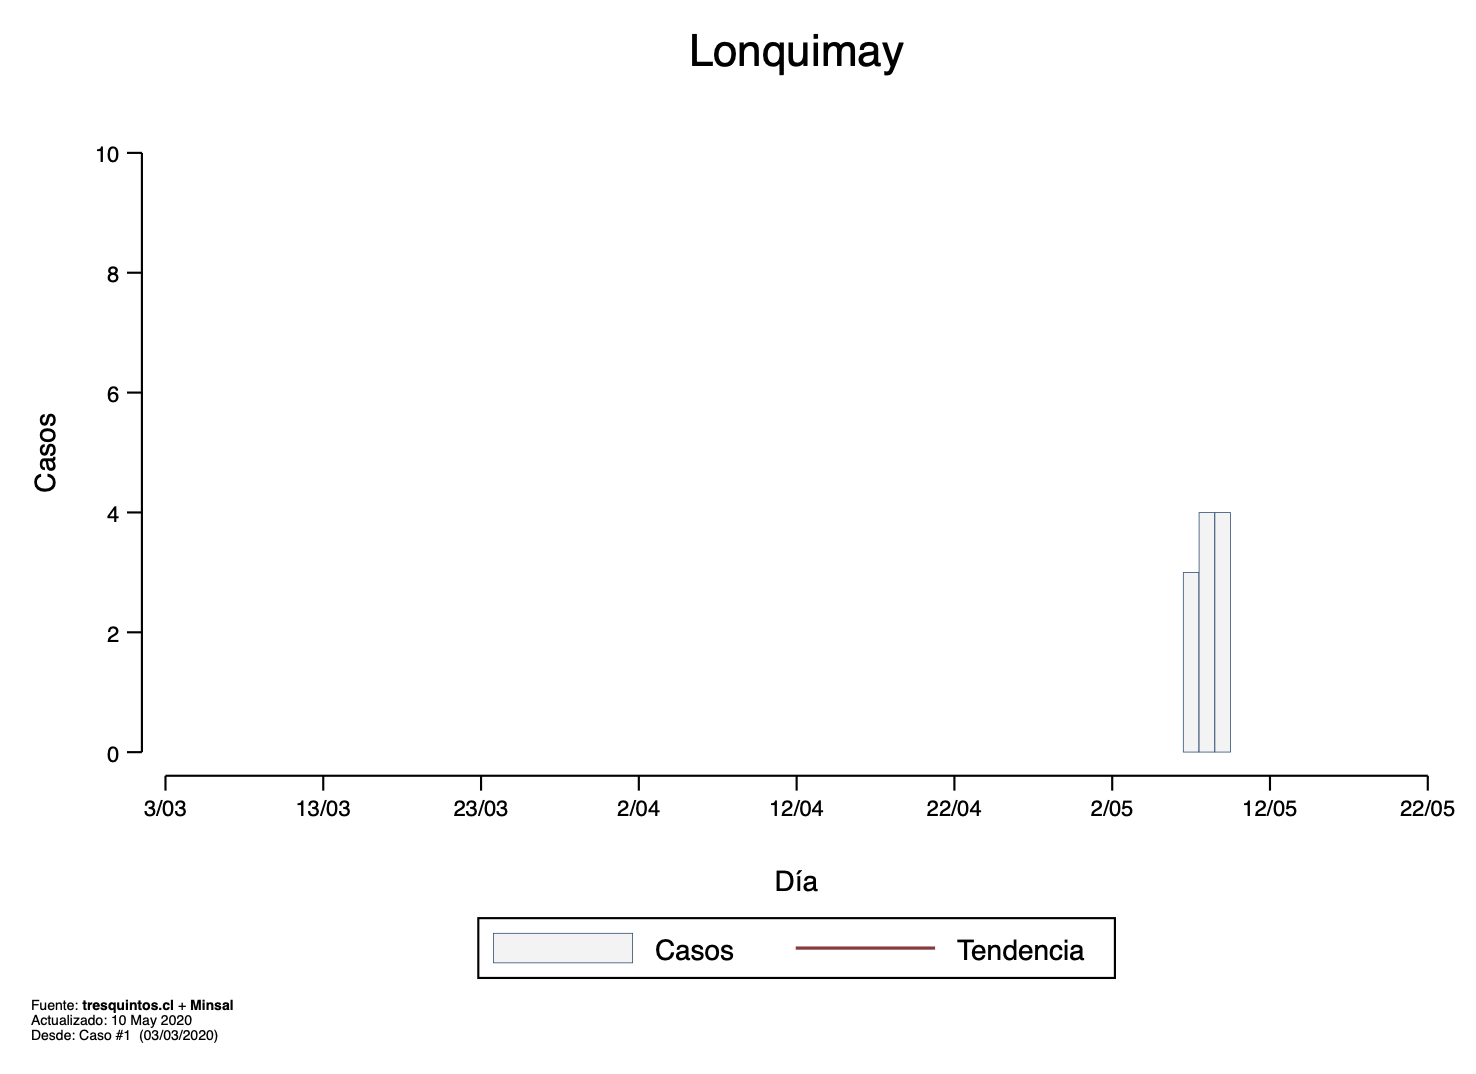 Lonquimay
10
8
6
4
2
0
Casos
3/03 13/03 23/03 2/04 12/04 22/04 2/05 12/05 22/05
Día
Casos Tendencia
Fuente: tresquintos.cl + Minsal
Actualizado: 10 May 2020
Desde: Caso #1 (03/03/2020)